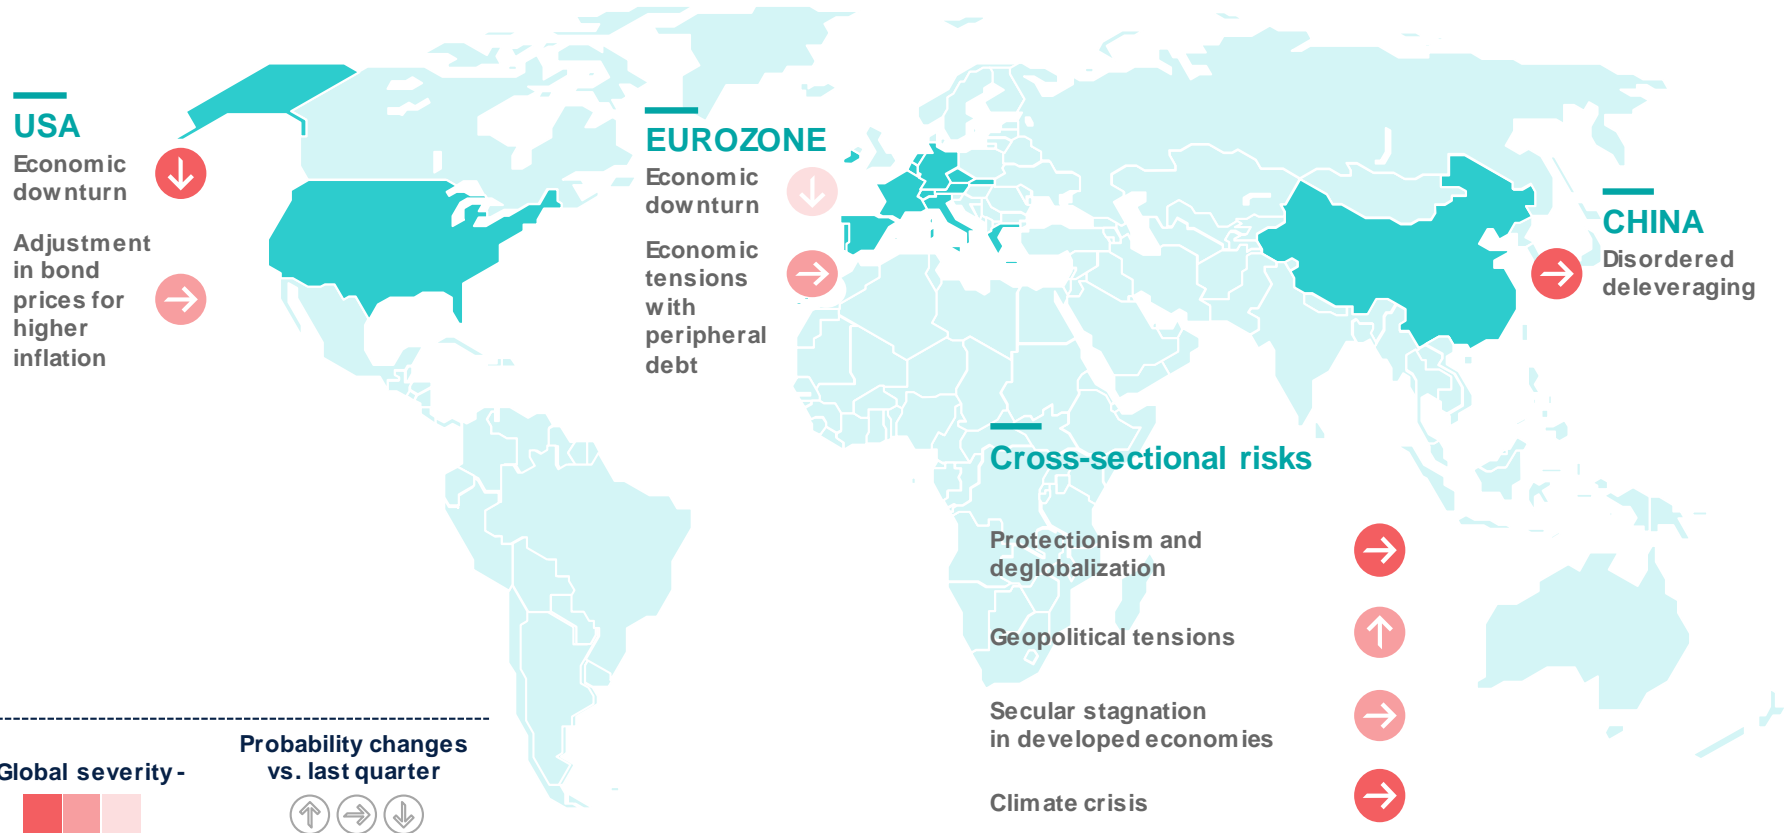 USA
Economic
downturn
Adjustment
in bond
prices for
higher
inflation
EUROZONE
Economic
downturn
Economic
tensions
with
peripheral
debt
CHINA
Disordered
deleveraging
Cross-sectional risks
Protectionism and
deglobalization
Geopolitical tensions
Secular stagnation
in developed economies
Climate crisis
Global severity -
Probability changes
vs. last quarter